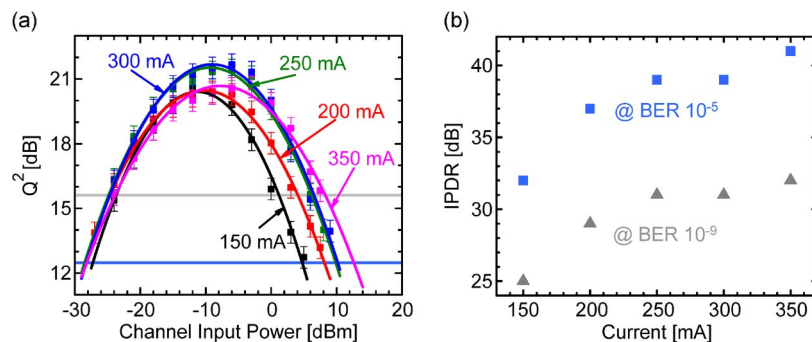 (a)
300 mA
250 mA
200 mA
350 mA
150 mA
21
18
15
12
Q² [dB]
-30 -20 -10 0 10 20
Channel Input Power [dBm]
(b)
40
35
30
25
IPDR [dB]
@ BER 10⁻⁵
@ BER 10⁻⁹
150 200 250 300 350
Current [mA]